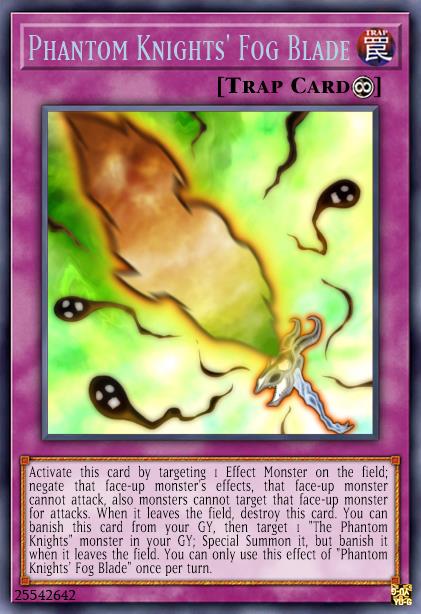 Phantom Knights' Fog Blade
TRAP
罠
[Trap Card]
Activate this card by targeting 1 Effect Monster on the field;
negate that face-up monster's effects, that face-up monster
cannot attack, also monsters cannot target that face-up monster
for attacks. When it leaves the field, destroy this card. You can
banish this card from your GY, then target 1 "The Phantom
Knights" monster in your GY; Special Summon it, but banish it
when it leaves the field. You can only use this effect of "Phantom
Knights' Fog Blade" once per turn.
25542642